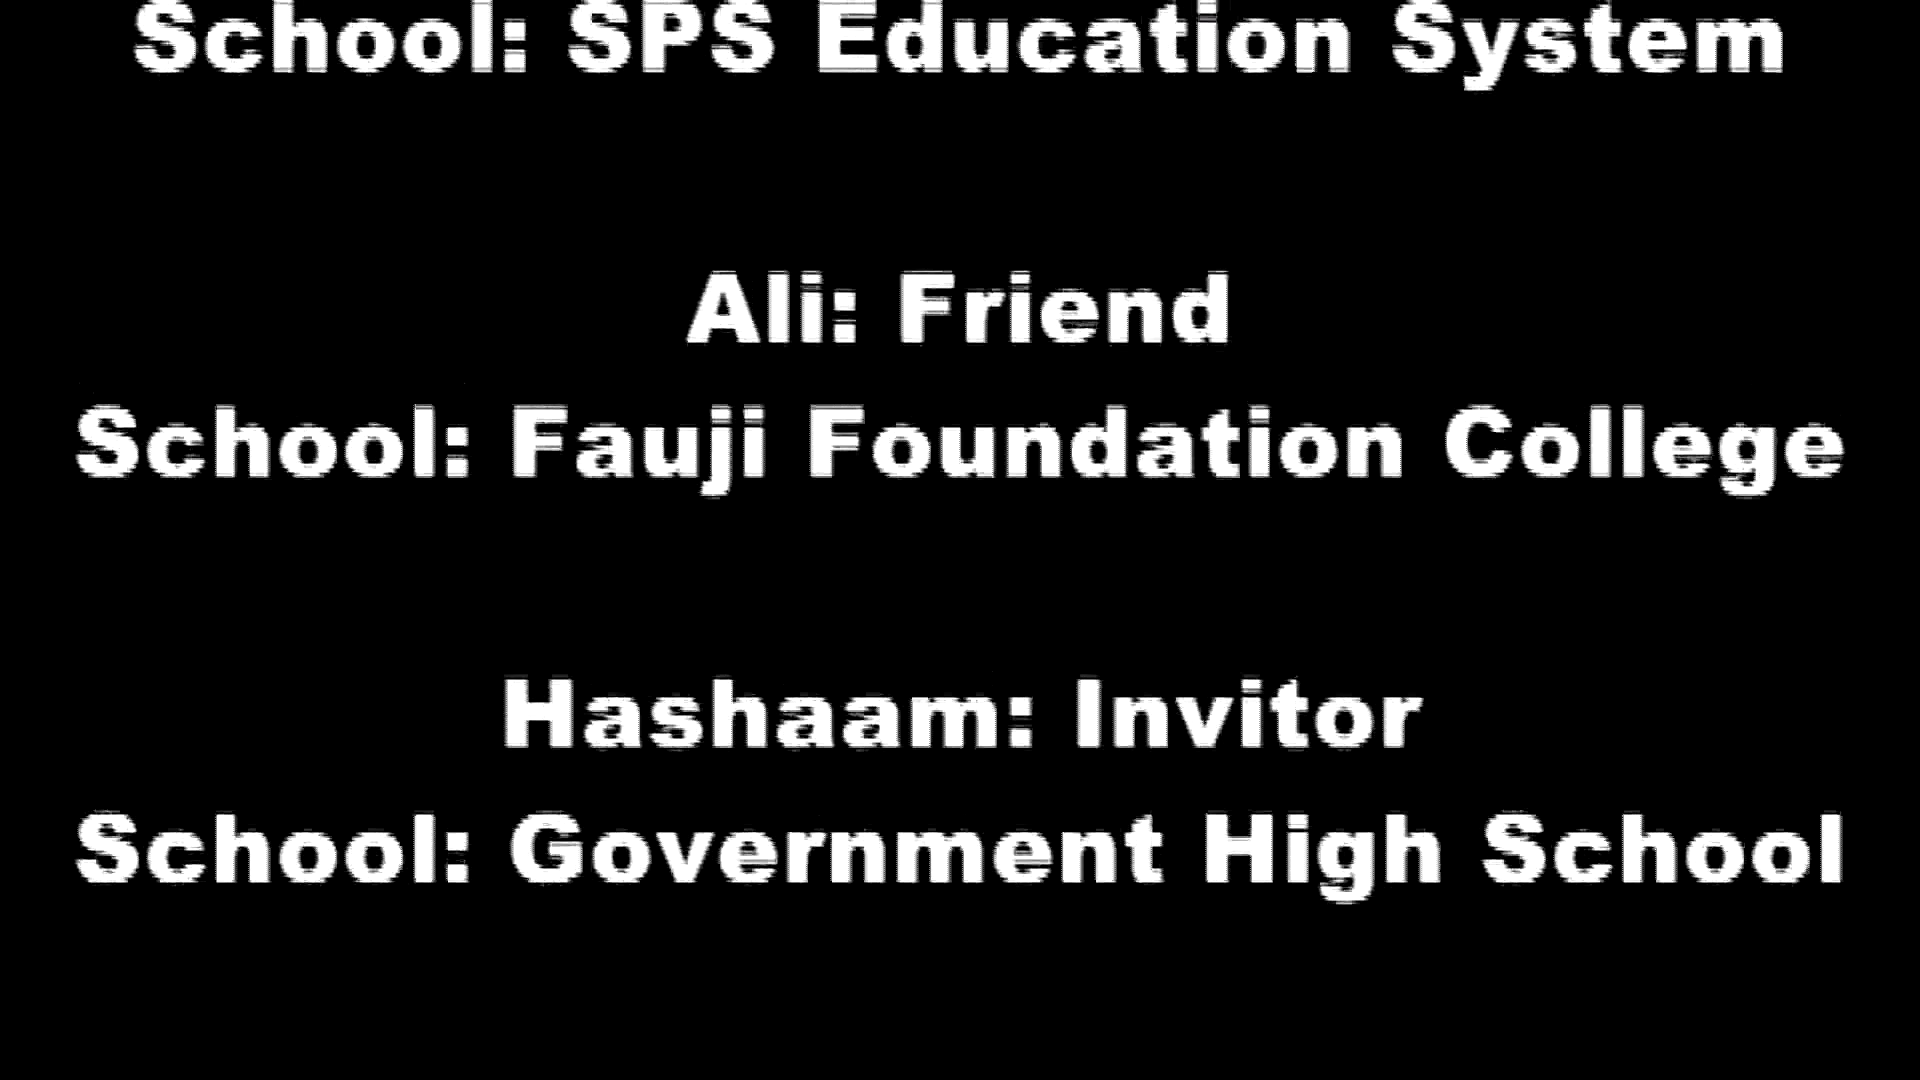 School: SPS Education System
Ali: Friend
School: Fauji Foundation College
Hashaam: Invitor
School: Government High School